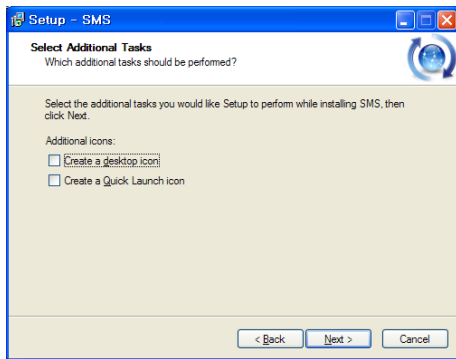 Setup - SMS
Select Additional Tasks
Which additional tasks should be performed?
Select the additional tasks you would like Setup to perform while installing SMS, then
click Next.
Additional icons:
Create a desktop icon
Create a Quick Launch icon
< Back
Next >
Cancel